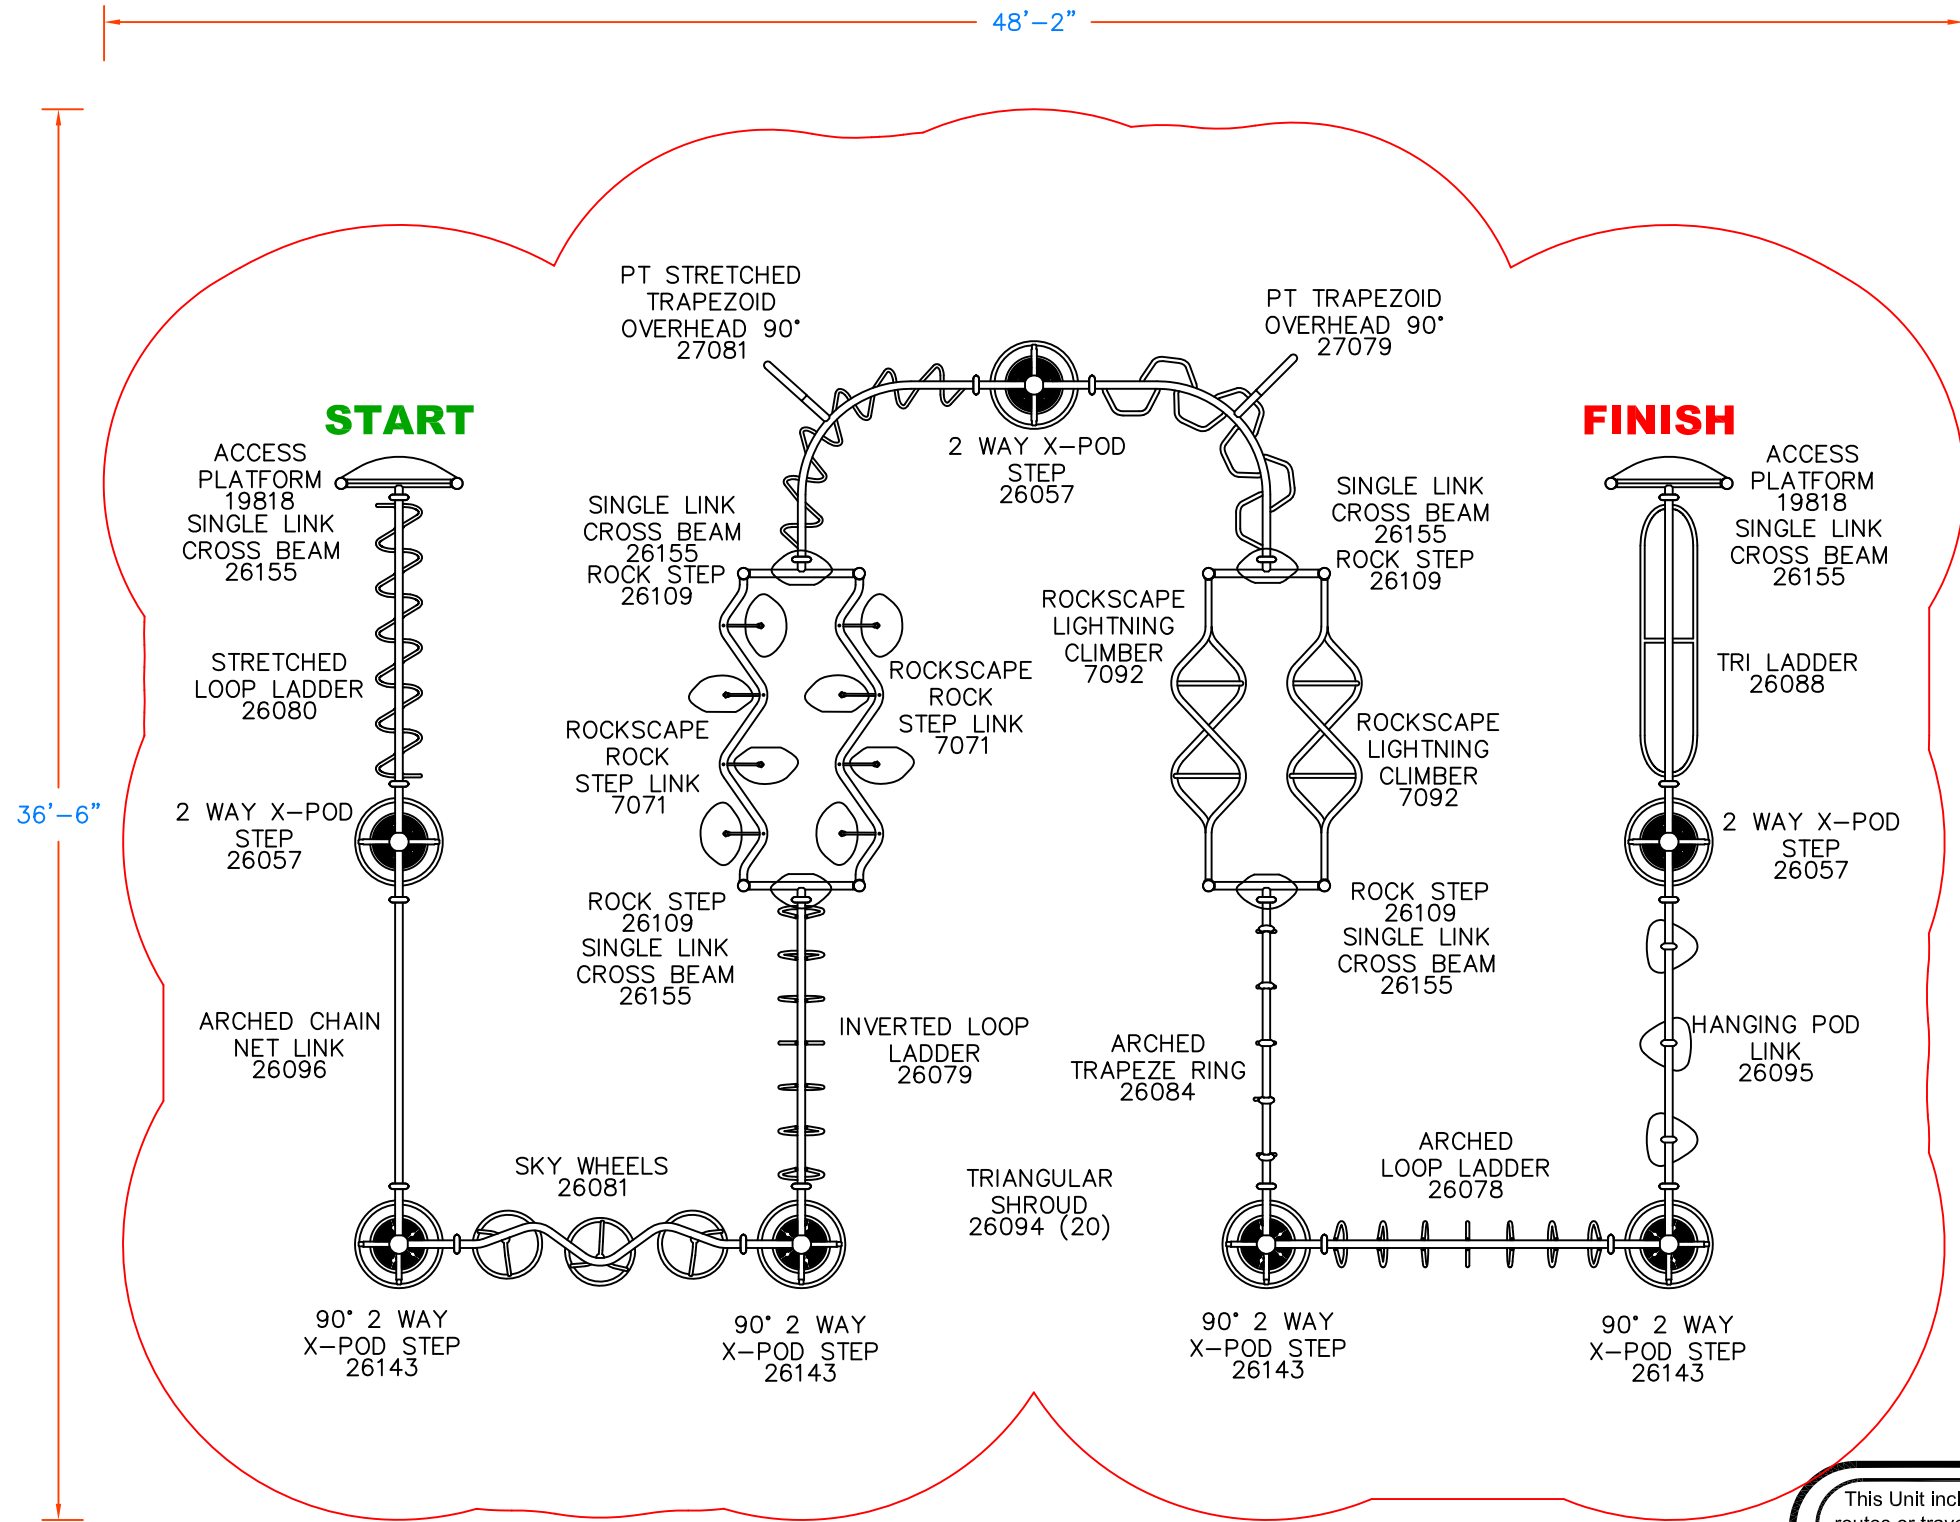 48'-2"
36'-6"
START
ACCESS
PLATFORM
19818
SINGLE LINK
CROSS BEAM
26155
STRETCHED
LOOP LADDER
26080
2 WAY X-POD
STEP
26057
ARCHED CHAIN
NET LINK
26096
90° 2 WAY
X-POD STEP
26143
SKY WHEELS
26081
90° 2 WAY
X-POD STEP
26143
INVERTED LOOP
LADDER
26079
ROCK STEP
26109
SINGLE LINK
CROSS BEAM
26155
ROCKSCAPE
ROCK
STEP LINK
7071
ROCKSCAPE
ROCK
STEP LINK
7071
SINGLE LINK
CROSS BEAM
26155
ROCK STEP
26109
PT STRETCHED
TRAPEZOID
OVERHEAD 90°
27081
2 WAY X-POD
STEP
26057
PT TRAPEZOID
OVERHEAD 90°
27079
SINGLE LINK
CROSS BEAM
26155
ROCK STEP
26109
ROCKSCAPE
LIGHTNING
CLIMBER
7092
ROCKSCAPE
LIGHTNING
CLIMBER
7092
ROCK STEP
26109
SINGLE LINK
CROSS BEAM
26155
ARCHED
TRAPEZE RING
26084
TRIANGULAR
SHROUD
26094 (20)
90° 2 WAY
X-POD STEP
26143
ARCHED
LOOP LADDER
26078
90° 2 WAY
X-POD STEP
26143
HANGING POD
LINK
26095
2 WAY X-POD
STEP
26057
TRI LADDER
26088
FINISH
ACCESS
PLATFORM
19818
SINGLE LINK
CROSS BEAM
26155
This Unit incl
routes or trav